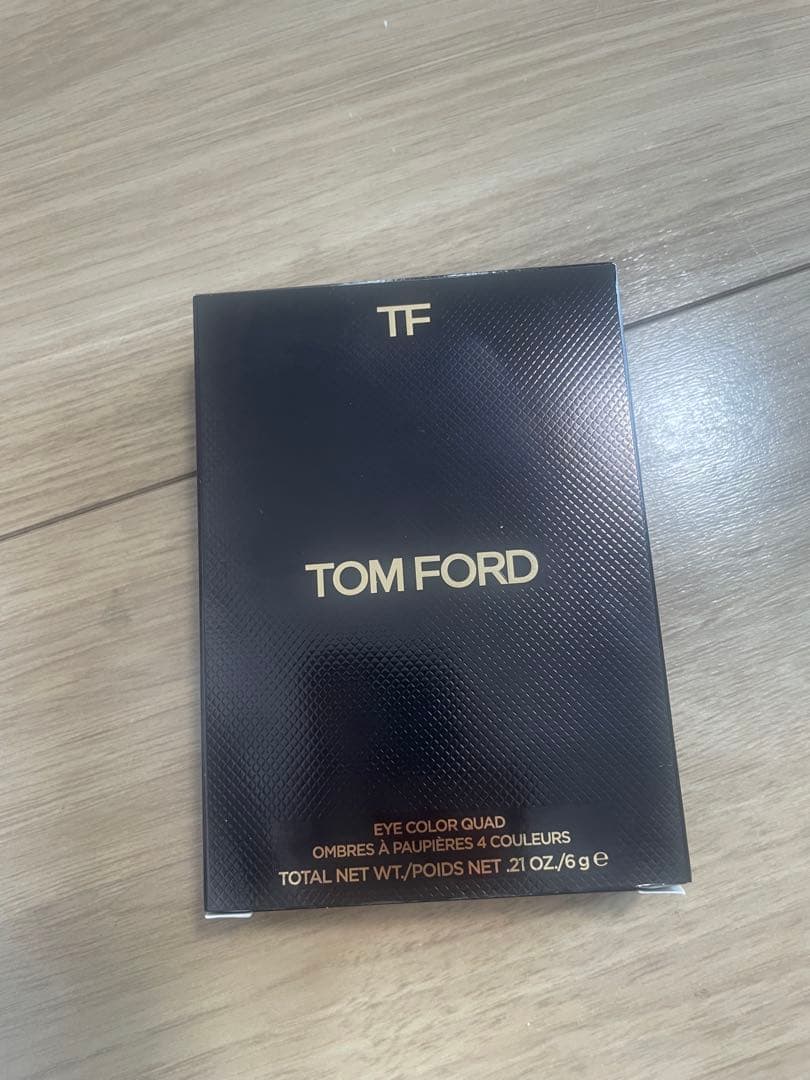 TF
TOM FORD
EYE COLOR QUAD
OMBRES À PAUPIÈRES 4 COULEURS
TOTAL NET WT./POIDS NET .21 OZ./6 g ℮